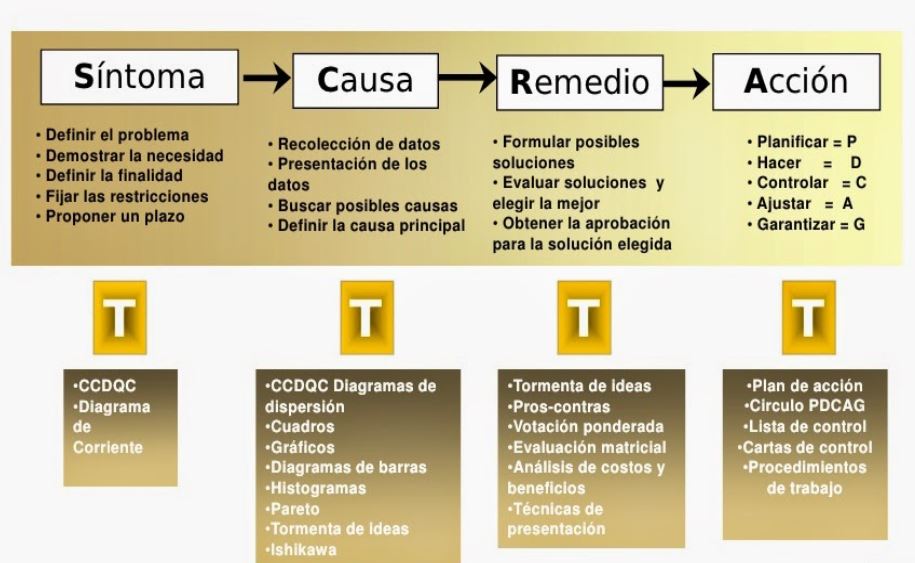 Síntoma
Causa
Remedio
Acción
• Definir el problema
• Demostrar la necesidad
• Definir la finalidad
• Fijar las restricciones
• Proponer un plazo
• Recolección de datos
• Presentación de los
datos
• Buscar posibles causas
• Definir la causa principal
• Formular posibles
soluciones
• Evaluar soluciones y
elegir la mejor
• Obtener la aprobación
para la solución elegida
• Planificar = P
• Hacer = D
• Controlar = C
• Ajustar = A
• Garantizar = G
T
T
T
T
•CCDQC
•Diagrama
de
Corriente
•CCDQC Diagramas de
dispersión
•Cuadros
•Gráficos
•Diagramas de barras
•Histogramas
•Pareto
•Tormenta de ideas
•Ishikawa
•Tormenta de ideas
•Pros-contras
•Votación ponderada
•Evaluación matricial
•Análisis de costos y
beneficios
•Técnicas de
presentación
•Plan de acción
•Circulo PDCAG
•Lista de control
•Cartas de control
•Procedimientos
de trabajo